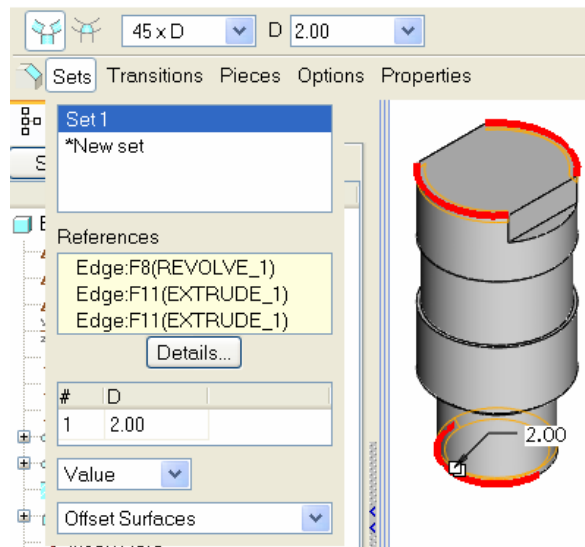 45 x D D 2.00
Sets Transitions Pieces Options Properties
Set 1
*New set
S
References
Edge:F8(REVOLVE_1)
Edge:F11(EXTRUDE_1)
Edge:F11(EXTRUDE_1)
Details...
# D
1 2.00
2.00
Value
Offset Surfaces